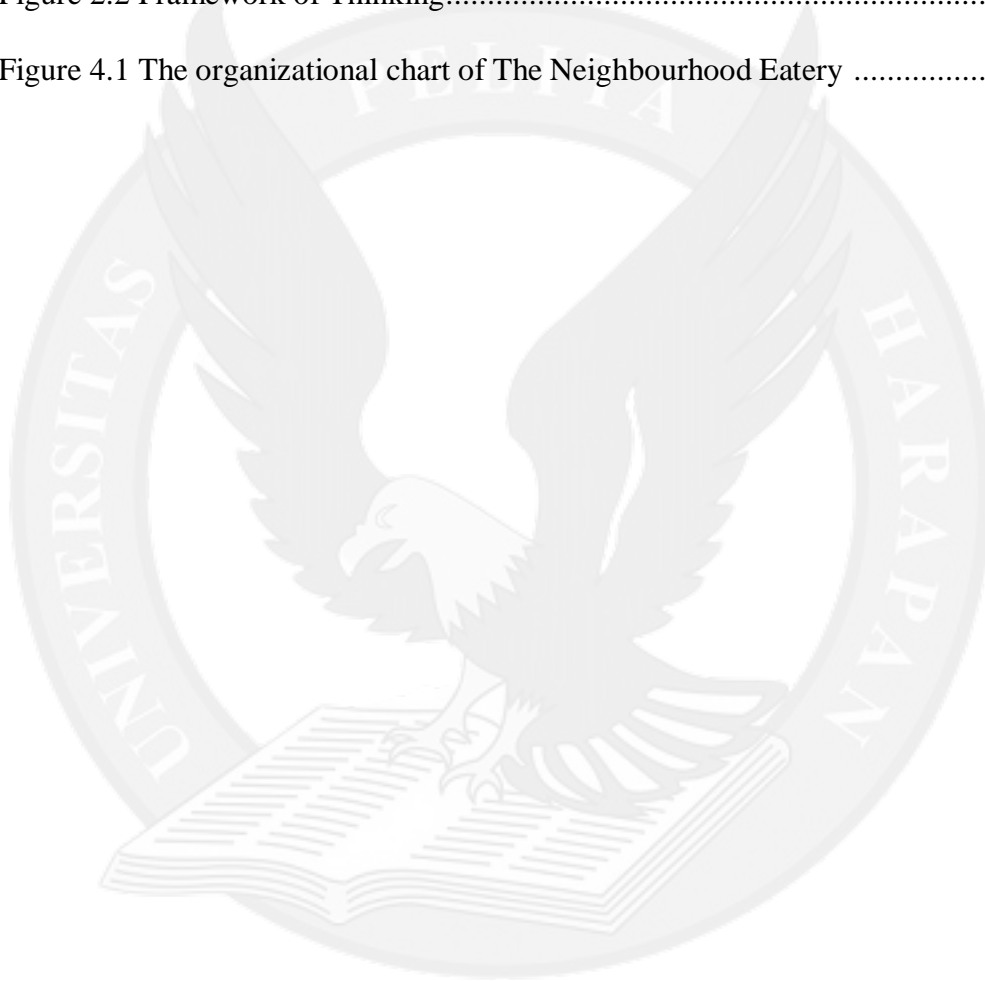 Figure 2.2 Framework of Thinking.......................................................................
Figure 4.1 The organizational chart of The Neighbourhood Eatery .................
UNIVERSITAS PELITA HARAPAN